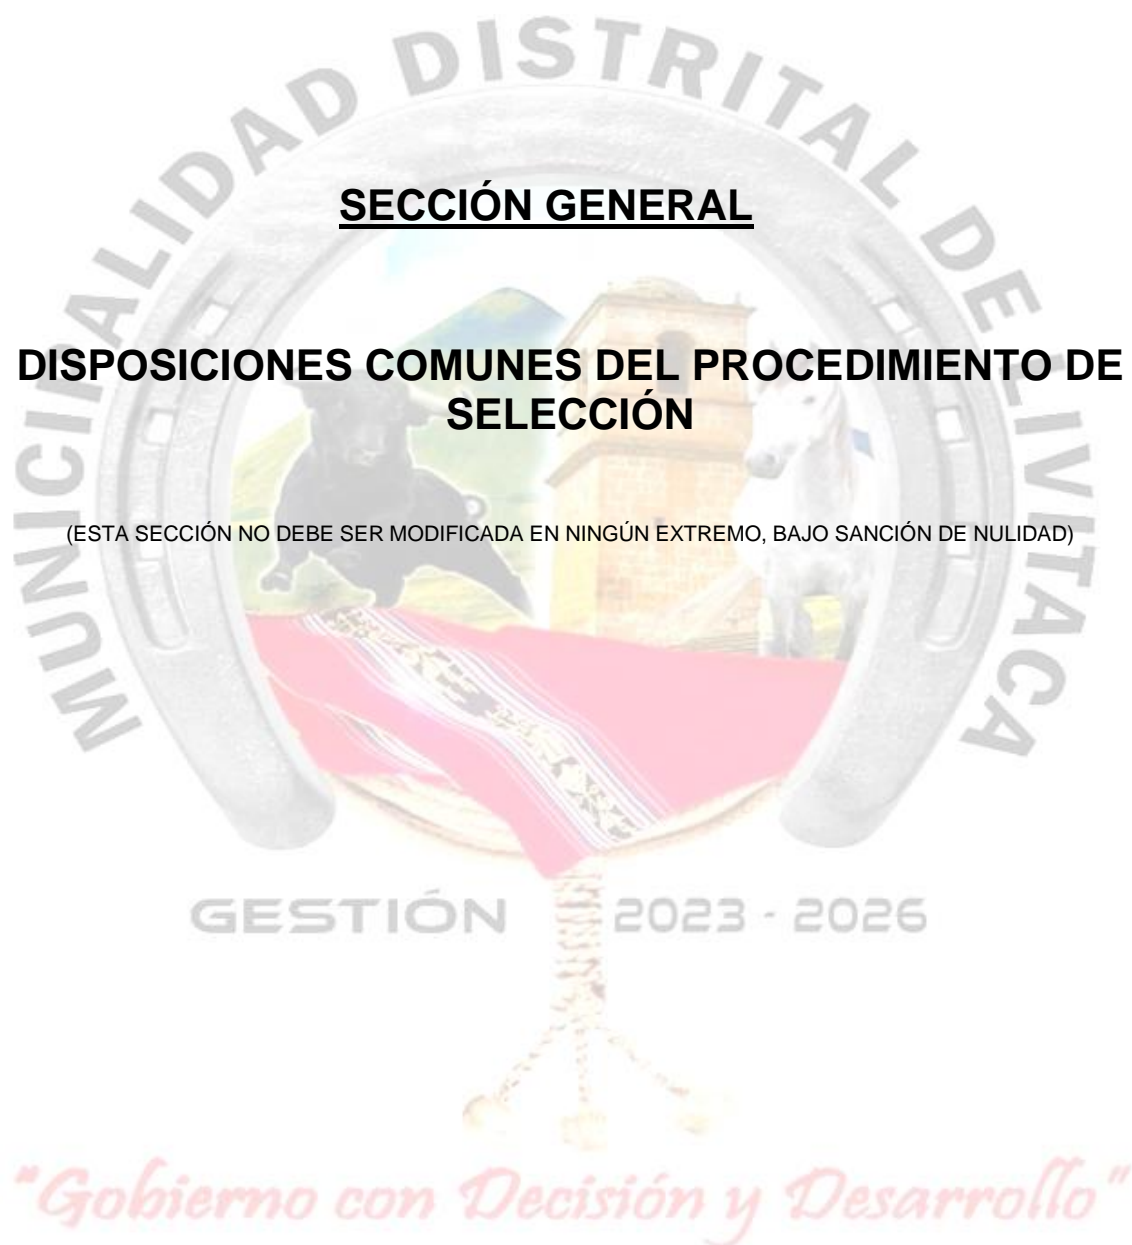 MUNICIPALIDAD DISTRITAL DE LIVITACA
SECCIÓN GENERAL
DISPOSICIONES COMUNES DEL PROCEDIMIENTO DE
SELECCIÓN
(ESTA SECCIÓN NO DEBE SER MODIFICADA EN NINGÚN EXTREMO, BAJO SANCIÓN DE NULIDAD)
GESTIÓN 2023 - 2026
"Gobierno con Decisión y Desarrollo"